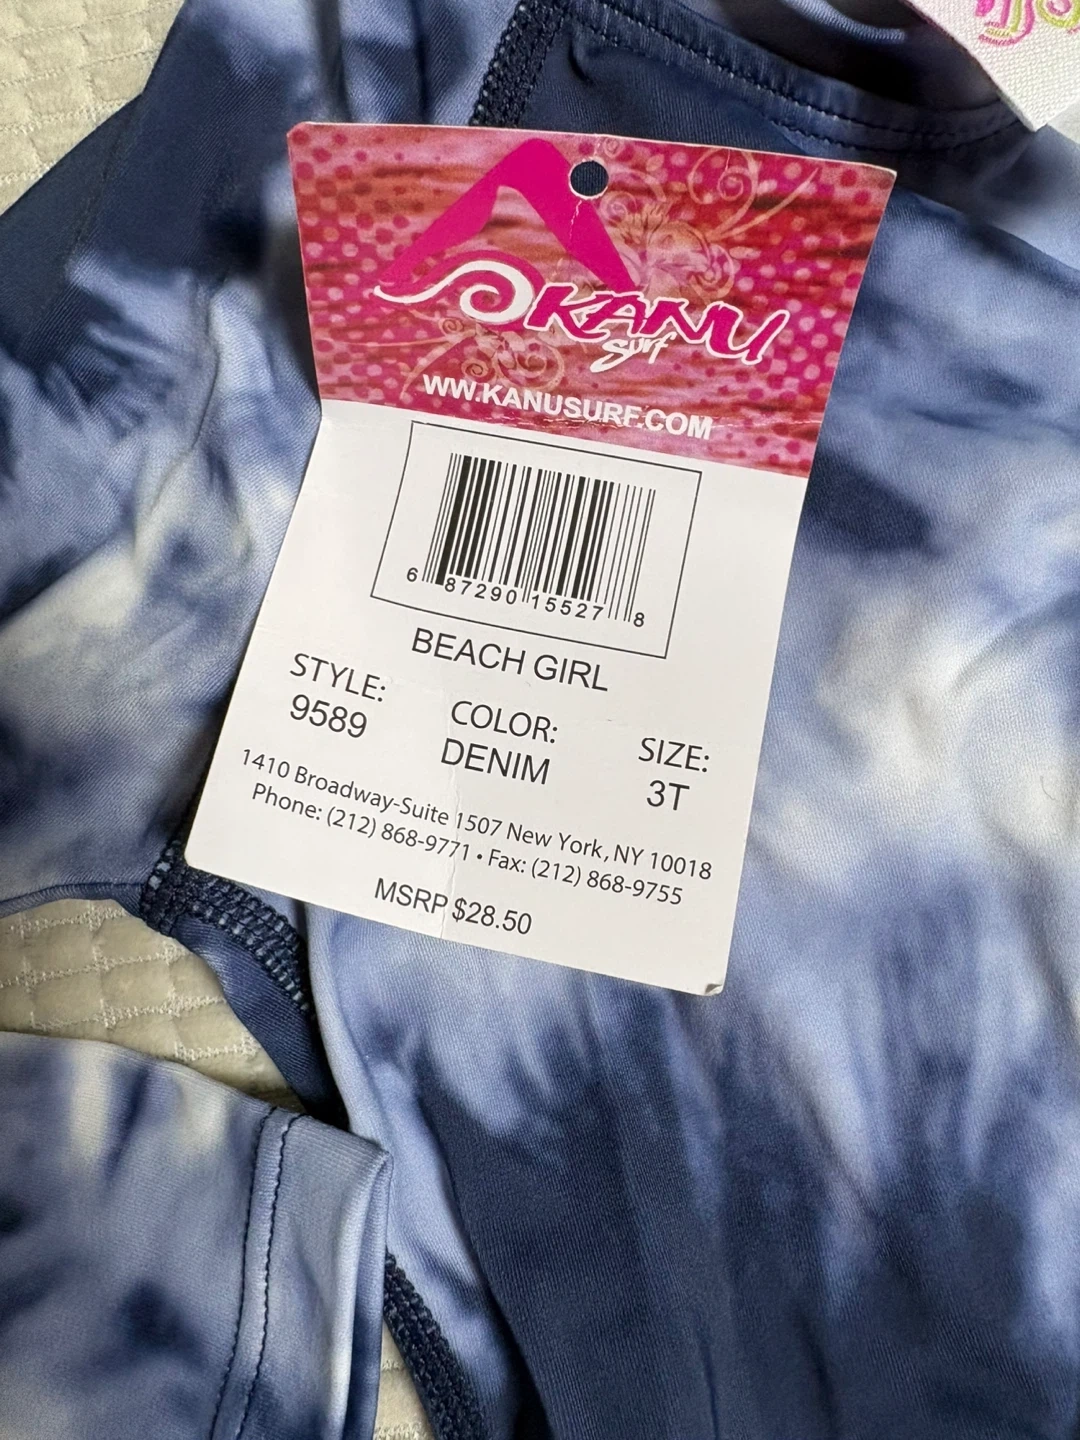 KANU
Surf
WW.KANUSURF.COM
6 87290 15527 8
BEACH GIRL
STYLE:
9589
COLOR:
DENIM
SIZE:
3T
1410 Broadway-Suite 1507 New York, NY 10018
Phone: (212) 868-9771 • Fax: (212) 868-9755
MSRP $28.50